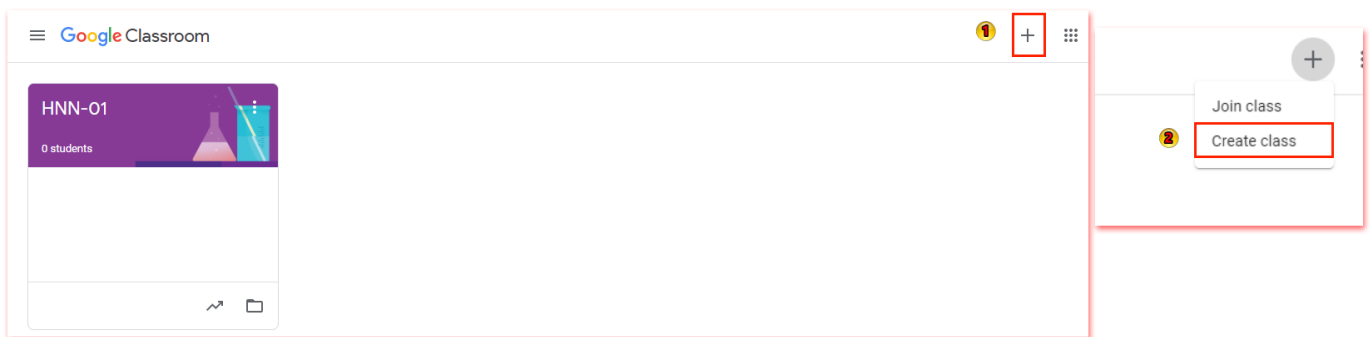 Google Classroom
1
HNN-01
0 students
Join class
2
Create class